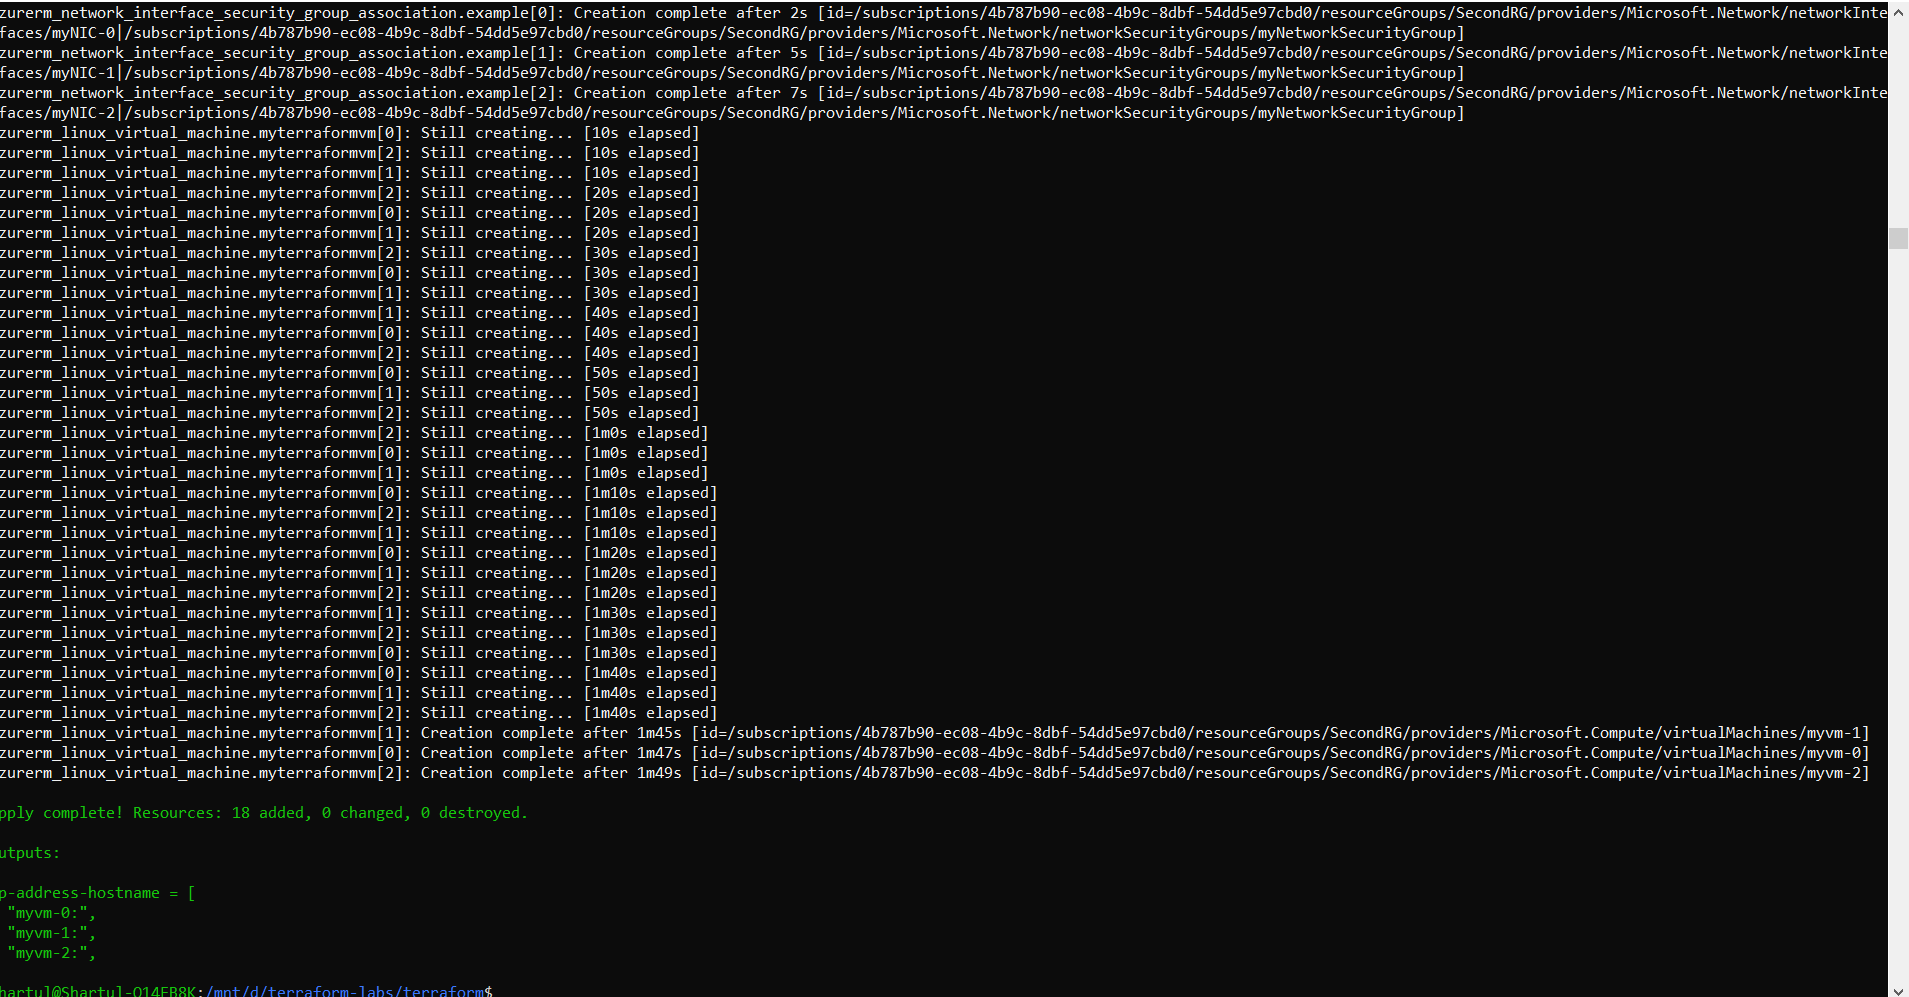 zurerm_network_interface_security_group_association.example[0]: Creation complete after 2s [id=/subscriptions/4b787b90-ec08-4b9c-8dbf-54dd5e97cbd0/resourceGroups/SecondRG/providers/Microsoft.Network/networkInte
faces/myNIC-0|/subscriptions/4b787b90-ec08-4b9c-8dbf-54dd5e97cbd0/resourceGroups/SecondRG/providers/Microsoft.Network/networkSecurityGroups/myNetworkSecurityGroup]
zurerm_network_interface_security_group_association.example[1]: Creation complete after 5s [id=/subscriptions/4b787b90-ec08-4b9c-8dbf-54dd5e97cbd0/resourceGroups/SecondRG/providers/Microsoft.Network/networkInte
faces/myNIC-1|/subscriptions/4b787b90-ec08-4b9c-8dbf-54dd5e97cbd0/resourceGroups/SecondRG/providers/Microsoft.Network/networkSecurityGroups/myNetworkSecurityGroup]
zurerm_network_interface_security_group_association.example[2]: Creation complete after 7s [id=/subscriptions/4b787b90-ec08-4b9c-8dbf-54dd5e97cbd0/resourceGroups/SecondRG/providers/Microsoft.Network/networkInte
faces/myNIC-2|/subscriptions/4b787b90-ec08-4b9c-8dbf-54dd5e97cbd0/resourceGroups/SecondRG/providers/Microsoft.Network/networkSecurityGroups/myNetworkSecurityGroup]
zurerm_linux_virtual_machine.myterraformvm[0]: Still creating... [10s elapsed]
zurerm_linux_virtual_machine.myterraformvm[2]: Still creating... [10s elapsed]
zurerm_linux_virtual_machine.myterraformvm[1]: Still creating... [10s elapsed]
zurerm_linux_virtual_machine.myterraformvm[2]: Still creating... [20s elapsed]
zurerm_linux_virtual_machine.myterraformvm[0]: Still creating... [20s elapsed]
zurerm_linux_virtual_machine.myterraformvm[1]: Still creating... [20s elapsed]
zurerm_linux_virtual_machine.myterraformvm[2]: Still creating... [30s elapsed]
zurerm_linux_virtual_machine.myterraformvm[0]: Still creating... [30s elapsed]
zurerm_linux_virtual_machine.myterraformvm[1]: Still creating... [30s elapsed]
zurerm_linux_virtual_machine.myterraformvm[1]: Still creating... [40s elapsed]
zurerm_linux_virtual_machine.myterraformvm[0]: Still creating... [40s elapsed]
zurerm_linux_virtual_machine.myterraformvm[2]: Still creating... [40s elapsed]
zurerm_linux_virtual_machine.myterraformvm[0]: Still creating... [50s elapsed]
zurerm_linux_virtual_machine.myterraformvm[1]: Still creating... [50s elapsed]
zurerm_linux_virtual_machine.myterraformvm[2]: Still creating... [50s elapsed]
zurerm_linux_virtual_machine.myterraformvm[2]: Still creating... [1m0s elapsed]
zurerm_linux_virtual_machine.myterraformvm[0]: Still creating... [1m0s elapsed]
zurerm_linux_virtual_machine.myterraformvm[1]: Still creating... [1m0s elapsed]
zurerm_linux_virtual_machine.myterraformvm[0]: Still creating... [1m10s elapsed]
zurerm_linux_virtual_machine.myterraformvm[2]: Still creating... [1m10s elapsed]
zurerm_linux_virtual_machine.myterraformvm[1]: Still creating... [1m10s elapsed]
zurerm_linux_virtual_machine.myterraformvm[0]: Still creating... [1m20s elapsed]
zurerm_linux_virtual_machine.myterraformvm[1]: Still creating... [1m20s elapsed]
zurerm_linux_virtual_machine.myterraformvm[2]: Still creating... [1m20s elapsed]
zurerm_linux_virtual_machine.myterraformvm[1]: Still creating... [1m30s elapsed]
zurerm_linux_virtual_machine.myterraformvm[2]: Still creating... [1m30s elapsed]
zurerm_linux_virtual_machine.myterraformvm[0]: Still creating... [1m30s elapsed]
zurerm_linux_virtual_machine.myterraformvm[0]: Still creating... [1m40s elapsed]
zurerm_linux_virtual_machine.myterraformvm[1]: Still creating... [1m40s elapsed]
zurerm_linux_virtual_machine.myterraformvm[2]: Still creating... [1m40s elapsed]
zurerm_linux_virtual_machine.myterraformvm[1]: Creation complete after 1m45s [id=/subscriptions/4b787b90-ec08-4b9c-8dbf-54dd5e97cbd0/resourceGroups/SecondRG/providers/Microsoft.Compute/virtualMachines/myvm-1]
zurerm_linux_virtual_machine.myterraformvm[0]: Creation complete after 1m47s [id=/subscriptions/4b787b90-ec08-4b9c-8dbf-54dd5e97cbd0/resourceGroups/SecondRG/providers/Microsoft.Compute/virtualMachines/myvm-0]
zurerm_linux_virtual_machine.myterraformvm[2]: Creation complete after 1m49s [id=/subscriptions/4b787b90-ec08-4b9c-8dbf-54dd5e97cbd0/resourceGroups/SecondRG/providers/Microsoft.Compute/virtualMachines/myvm-2]
pply complete! Resources: 18 added, 0 changed, 0 destroyed.
utputs:
p-address-hostname = [
"myvm-0:",
"myvm-1:",
"myvm-2:",
hartul@Shartul-O14EB8K:/mnt/d/terraform-labs/terraform$